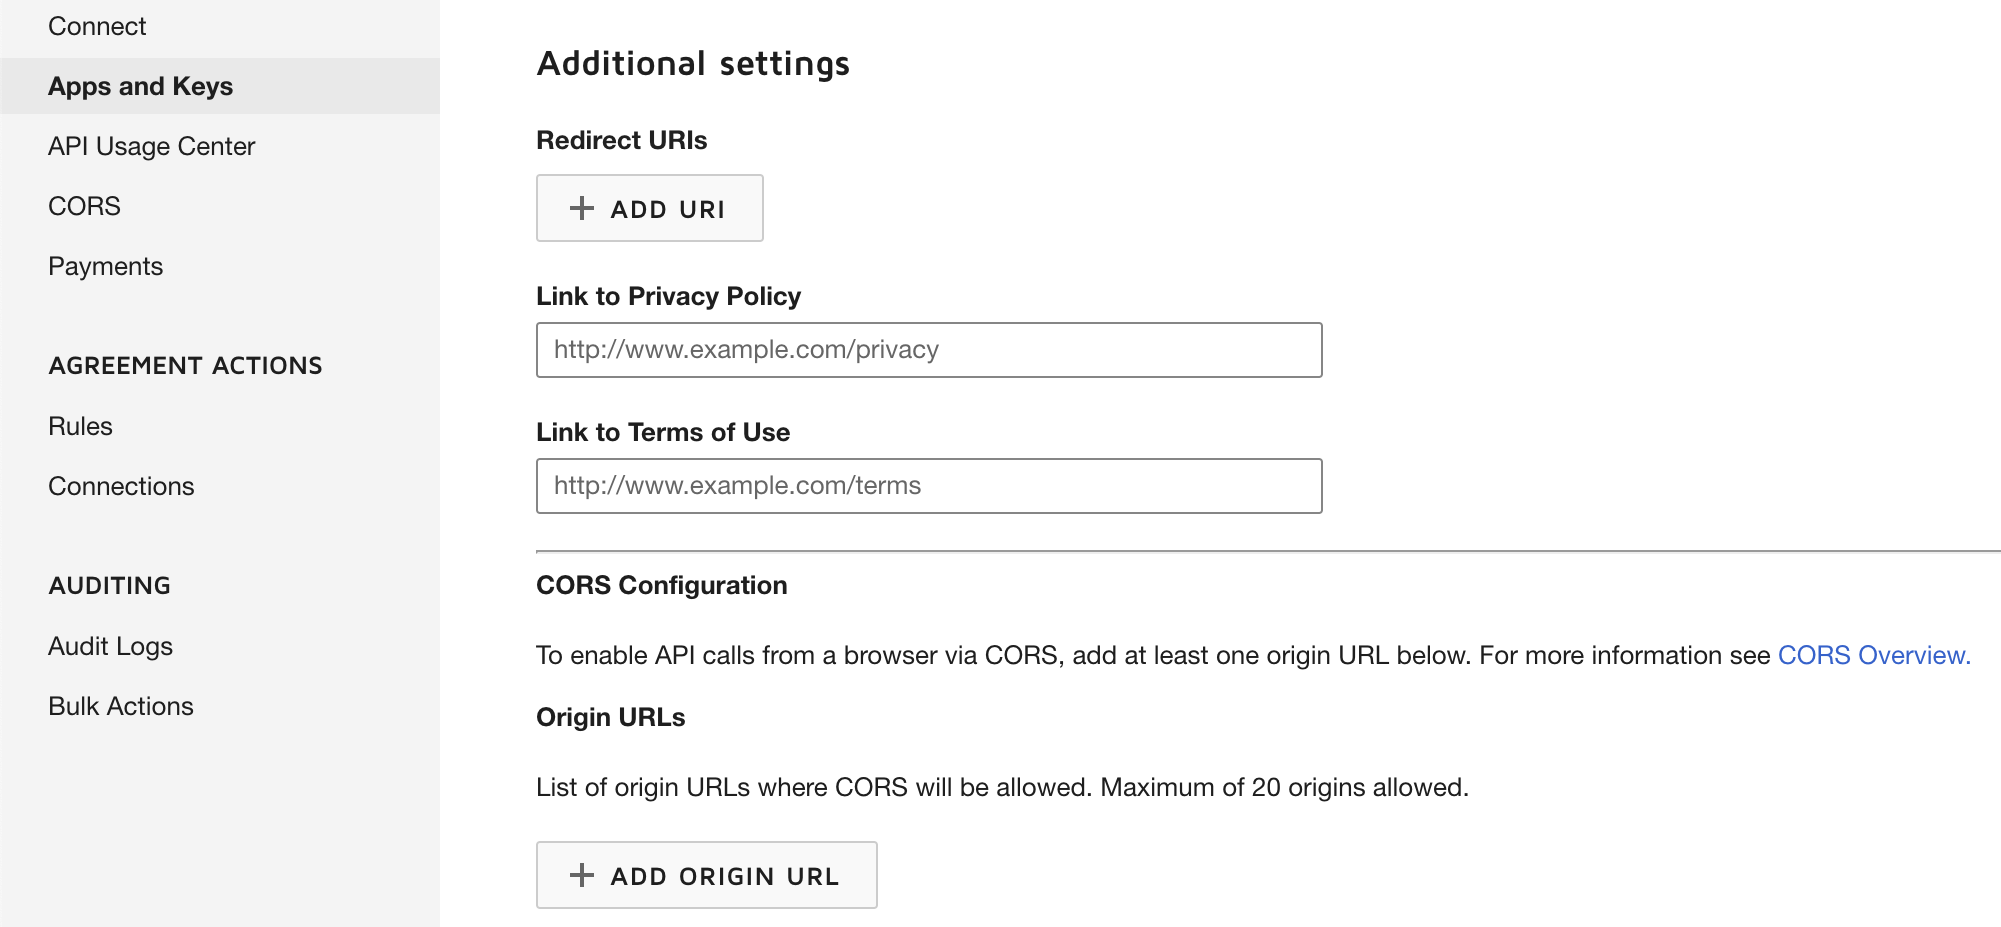 Connect
Apps and Keys
API Usage Center
CORS
Payments
AGREEMENT ACTIONS
Rules
Connections
AUDITING
Audit Logs
Bulk Actions
Additional settings
Redirect URIs
+ ADD URI
Link to Privacy Policy
http://www.example.com/privacy
Link to Terms of Use
http://www.example.com/terms
CORS Configuration
To enable API calls from a browser via CORS, add at least one origin URL below. For more information see CORS Overview.
Origin URLs
List of origin URLs where CORS will be allowed. Maximum of 20 origins allowed.
+ ADD ORIGIN URL